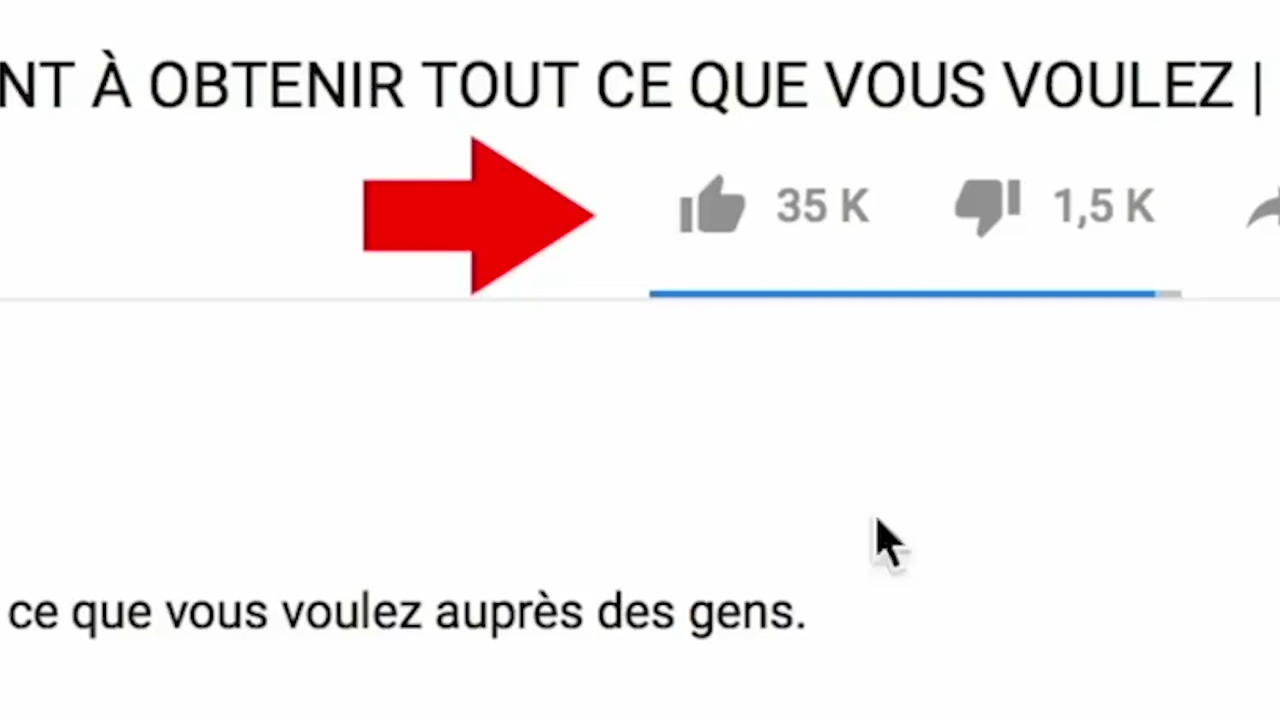 NT À OBTENIR TOUT CE QUE VOUS VOULEZ |
35 K 1,5 K
ce que vous voulez auprès des gens.